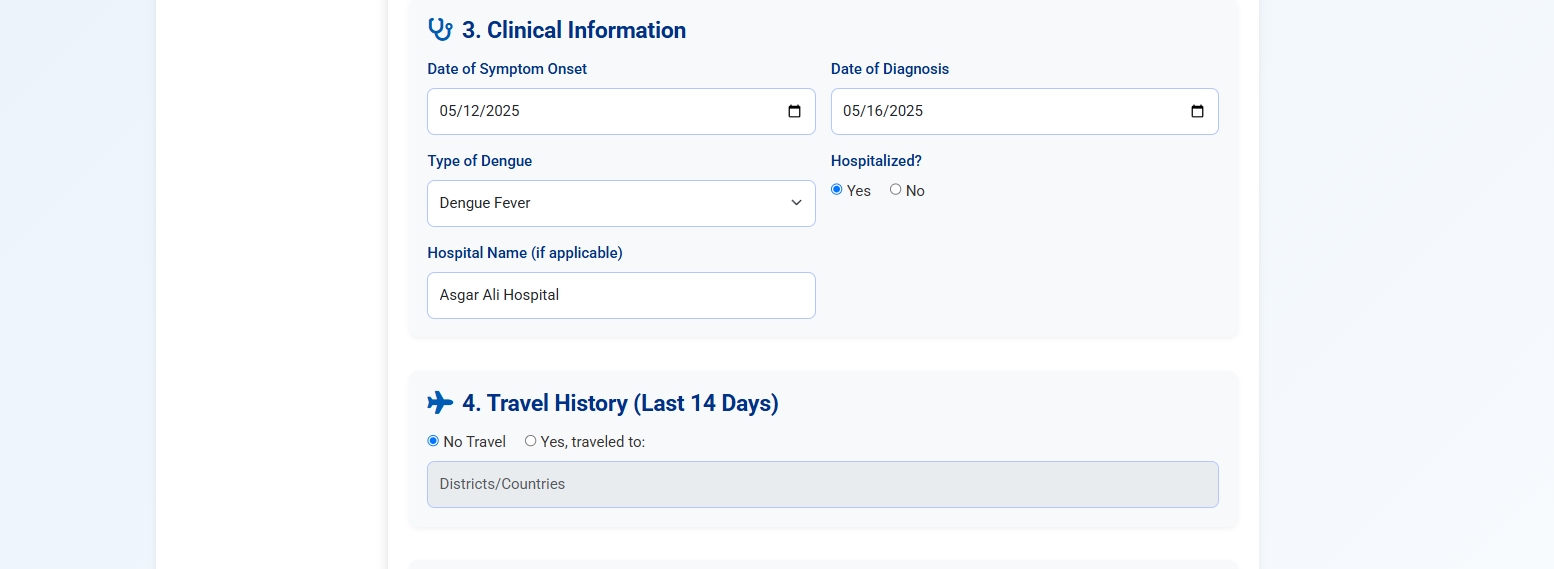 3. Clinical Information
Date of Symptom Onset
Date of Diagnosis
05/12/2025
05/16/2025
Type of Dengue
Hospitalized?
Dengue Fever
Yes No
Hospital Name (if applicable)
Asgar Ali Hospital
4. Travel History (Last 14 Days)
No Travel Yes, traveled to:
Districts/Countries